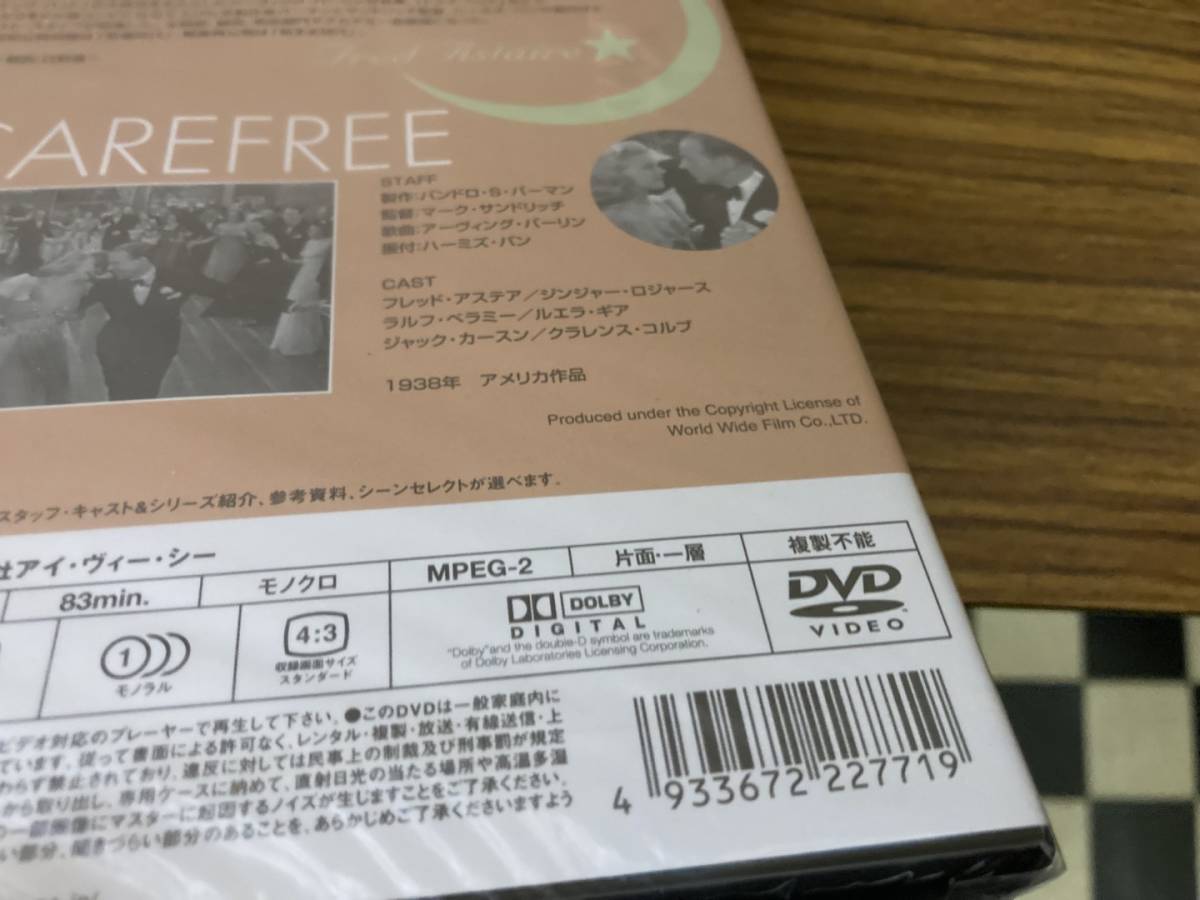 Fred Astaire
CAREFREE
STAFF
製作:パンドロ・S・バーマン
監督:マーク・サンドリッチ
歌曲:アーヴィング・バーリン
振付:ハーミズ・パン
CAST
フレッド・アステア/ジンジャー・ロジャース
ラルフ・ベラミー/ルエラ・ギア
ジャック・カースン/クラレンス・コルブ
1938年 アメリカ作品
Produced under the Copyright License of
World Wide Film Co.,LTD.
スタッフ・キャスト&シリーズ紹介、参考資料、シーンセレクトが選べます。
社アイ・ヴィー・シー
83min.
モノクロ
MPEG-2
片面・一層
複製不能
1
モノラル
4:3
収録画面サイズ
スタンダード
DOLBY
DIGITAL
"Dolby"and the double-D symbol are trademarks
of Dolby Laboratories Licensing Corporation.
DVD
VIDEO
ビデオ対応のプレーヤーで再生して下さい。●このDVDは一般家庭内に
ています。従って書面による許可なく、レンタル・複製・放送・有線送信・上
わらず禁止されており、違反に対しては民事上の制裁及び刑事罰が規定
から取り出し、専用ケースに納めて、直射日光の当たる場所や高温多湿
の一部画像にマスターに起因するノイズが生じますことをご了承ください。
い部分、聞きづらい部分のあることを、あらかじめご了承くださいますよう
4 933672 227719